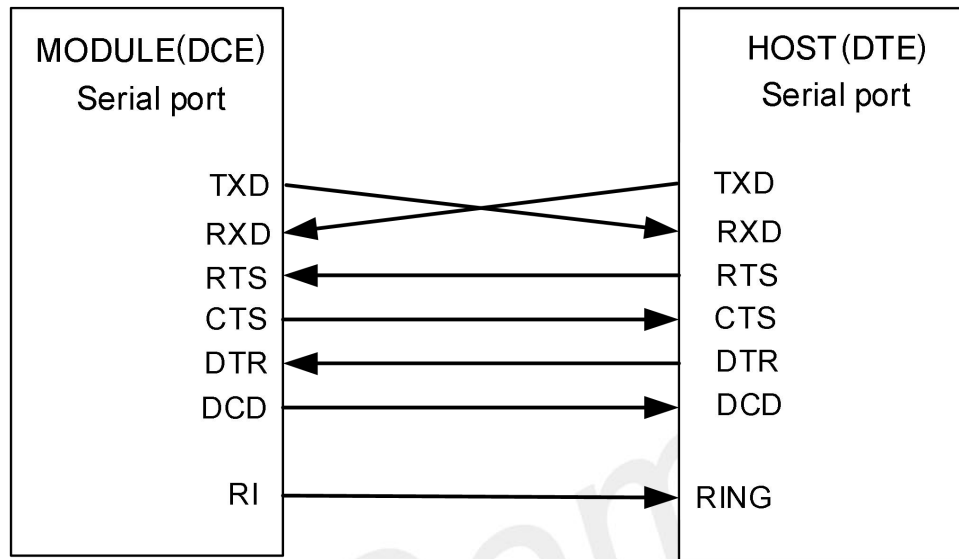 MODULE(DCE)
Serial port
TXD
RXD
RTS
CTS
DTR
DCD
RI
HOST(DTE)
Serial port
TXD
RXD
RTS
CTS
DTR
DCD
RING